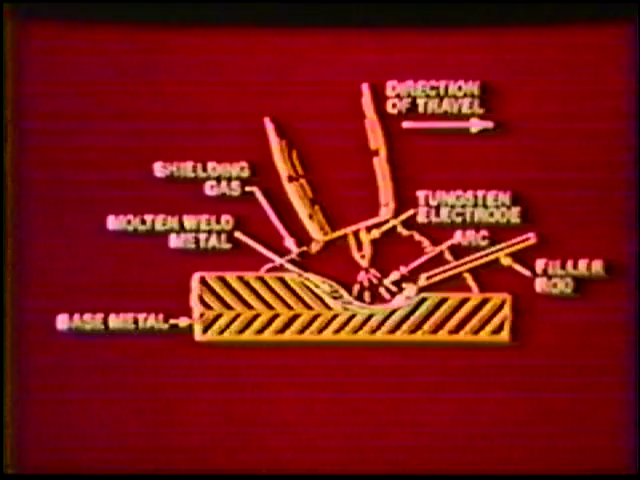 DIRECTION
OF TRAVEL
SHIELDING
GAS
TUNGSTEN
ELECTRODE
MOLTEN WELD
METAL
ARC
FILLER
ROD
BASE METAL